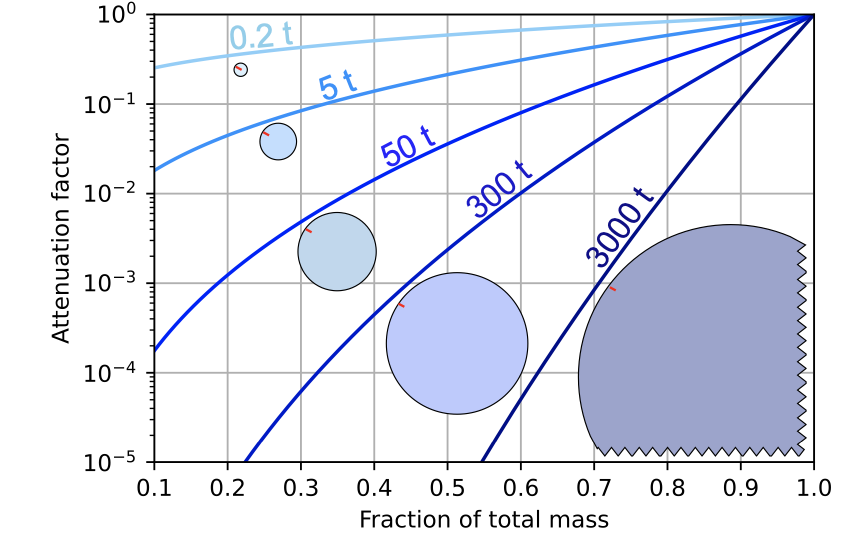 10⁰
10⁻¹
10⁻²
10⁻³
10⁻⁴
10⁻⁵
Attenuation factor
0.2 t
5 t
50 t
300 t
3000 t
0.1 0.2 0.3 0.4 0.5 0.6 0.7 0.8 0.9 1.0
Fraction of total mass